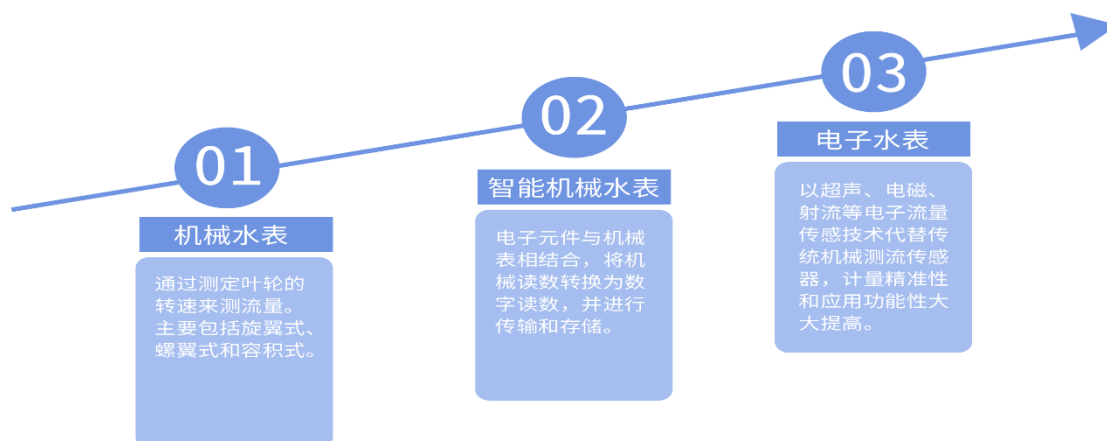 01
机械水表
通过测定叶轮的
转速来测流量。
主要包括旋翼式、
螺翼式和容积式。
02
智能机械水表
电子元件与机械
表相结合，将机
械读数转换为数
字读数，并进行
传输和存储。
03
电子水表
以超声、电磁、
射流等电子流量
传感技术代替传
统机械测流传感
器，计量精准性
和应用功能性大
大提高。